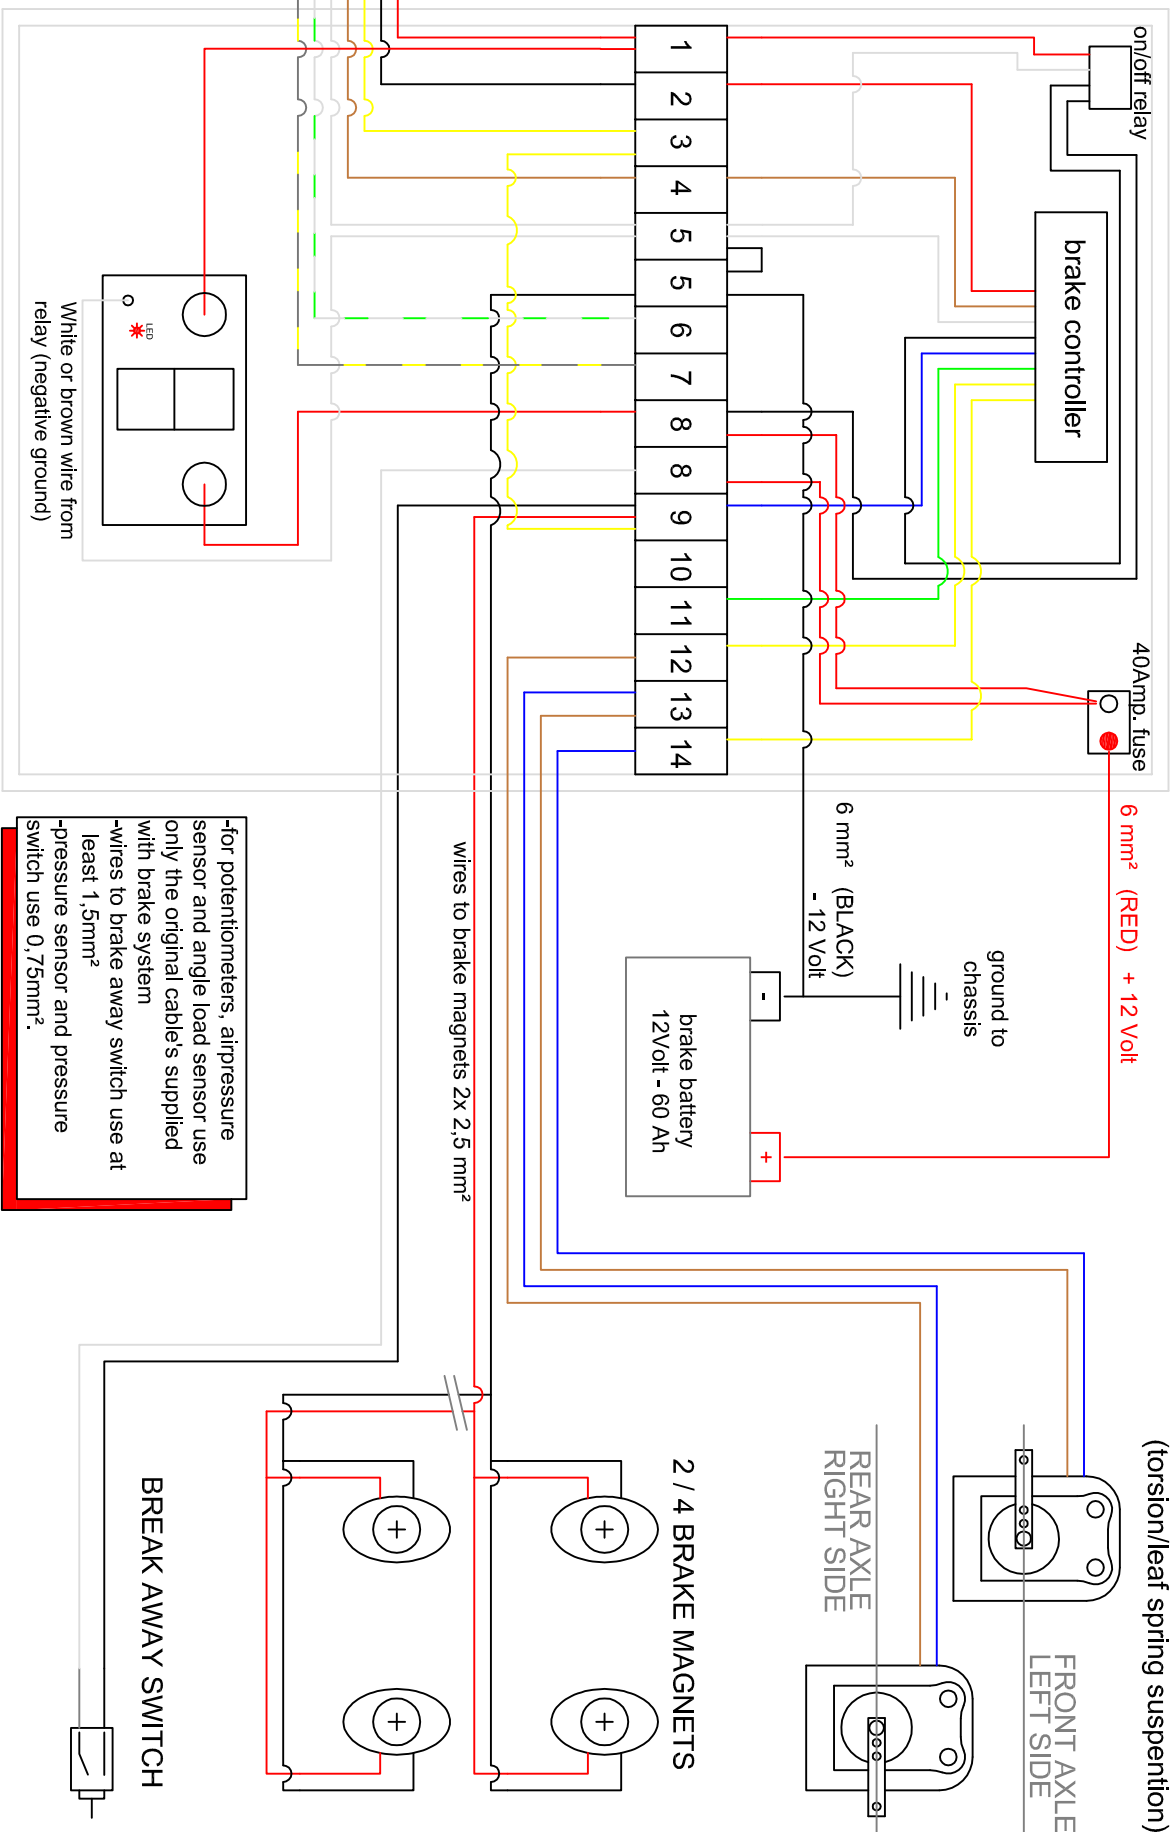 on/off relay
1
2
3
4
5
5
6
7
8
8
9
10
11
12
13
14
brake controller
40Amp. fuse
LED
White or brown wire from
relay (negative ground)
6 mm² (RED) + 12 Volt
6 mm² (BLACK)
- 12 Volt
ground to
chassis
-
-
+
brake battery
12Volt - 60 Ah
wires to brake magnets 2x 2,5 mm²
-for potentiometers, airpressure
sensor and angle load sensor use
only the original cable's supplied
with brake system
-wires to brake away switch use at
least 1,5mm²
-pressure sensor and pressure
switch use 0,75mm².
(torsion/leaf spring suspention)
FRONT AXLE
LEFT SIDE
REAR AXLE
RIGHT SIDE
2 / 4 BRAKE MAGNETS
+
+
+
+
BREAK AWAY SWITCH